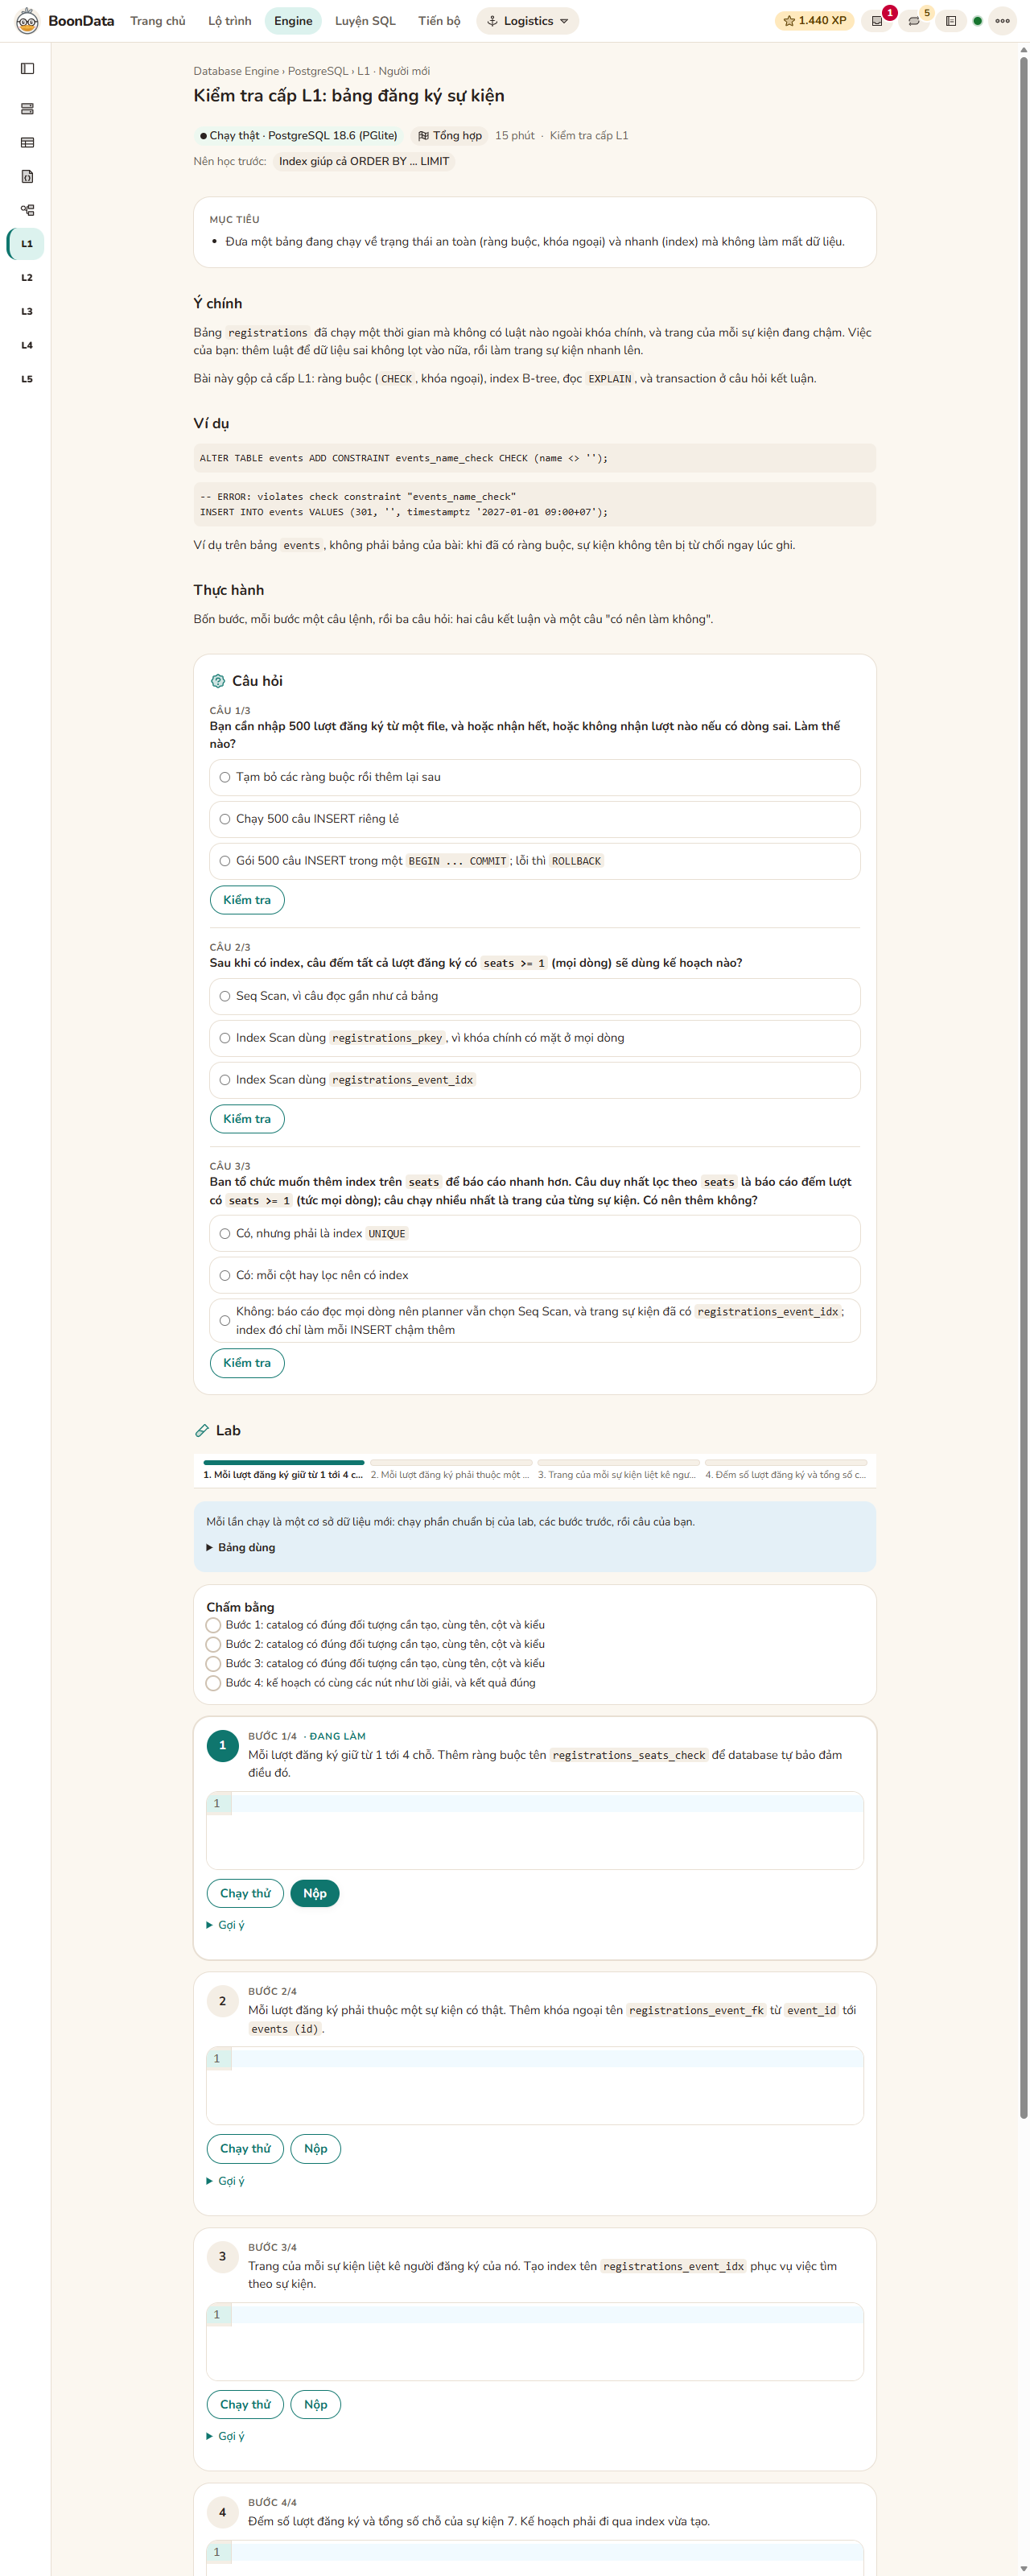 BoonData Trang chủ Lộ trình Engine Luyện SQL Tiến bộ Logistics 1.440 XP 1 5
L1
L2
L3
L4
L5
Database Engine › PostgreSQL › L1 · Người mới
Kiểm tra cấp L1: bảng đăng ký sự kiện
Chạy thật · PostgreSQL 18.6 (PGlite) Tổng hợp 15 phút · Kiểm tra cấp L1
Nên học trước: Index giúp cả ORDER BY ... LIMIT
MỤC TIÊU
• Đưa một bảng đang chạy về trạng thái an toàn (ràng buộc, khóa ngoại) và nhanh (index) mà không làm mất dữ liệu.
Ý chính
Bảng registrations đã chạy một thời gian mà không có luật nào ngoài khóa chính, và trang của mỗi sự kiện đang chậm. Việc
của bạn: thêm luật để dữ liệu sai không lọt vào nữa, rồi làm trang sự kiện nhanh lên.
Bài này gộp cả cấp L1: ràng buộc (CHECK, khóa ngoại), index B-tree, đọc EXPLAIN, và transaction ở câu hỏi kết luận.
Ví dụ
ALTER TABLE events ADD CONSTRAINT events_name_check CHECK (name <> '');
-- ERROR: violates check constraint "events_name_check"
INSERT INTO events VALUES (301, '', timestamptz '2027-01-01 09:00+07');
Ví dụ trên bảng events, không phải bảng của bài: khi đã có ràng buộc, sự kiện không tên bị từ chối ngay lúc ghi.
Thực hành
Bốn bước, mỗi bước một câu lệnh, rồi ba câu hỏi: hai câu kết luận và một câu "có nên làm không".
Câu hỏi
CÂU 1/3
Bạn cần nhập 500 lượt đăng ký từ một file, và hoặc nhận hết, hoặc không nhận lượt nào nếu có dòng sai. Làm thế
nào?
Tạm bỏ các ràng buộc rồi thêm lại sau
Chạy 500 câu INSERT riêng lẻ
Gói 500 câu INSERT trong một BEGIN ... COMMIT; lỗi thì ROLLBACK
Kiểm tra
CÂU 2/3
Sau khi có index, câu đếm tất cả lượt đăng ký có seats >= 1 (mọi dòng) sẽ dùng kế hoạch nào?
Seq Scan, vì câu đọc gần như cả bảng
Index Scan dùng registrations_pkey, vì khóa chính có mặt ở mọi dòng
Index Scan dùng registrations_event_idx
Kiểm tra
CÂU 3/3
Ban tổ chức muốn thêm index trên seats để báo cáo nhanh hơn. Câu duy nhất lọc theo seats là báo cáo đếm lượt
có seats >= 1 (tức mọi dòng); câu chạy nhiều nhất là trang của từng sự kiện. Có nên thêm không?
Có, nhưng phải là index UNIQUE
Có: mỗi cột hay lọc nên có index
Không: báo cáo đọc mọi dòng nên planner vẫn chọn Seq Scan, và trang sự kiện đã có registrations_event_idx;
index đó chỉ làm mỗi INSERT chậm thêm
Kiểm tra
Lab
1. Mỗi lượt đăng ký giữ từ 1 tới 4 c... 2. Mỗi lượt đăng ký phải thuộc một ... 3. Trang của mỗi sự kiện liệt kê ngư... 4. Đếm số lượt đăng ký và tổng số c...
Mỗi lần chạy là một cơ sở dữ liệu mới: chạy phần chuẩn bị của lab, các bước trước, rồi câu của bạn.
Bảng dùng
Chấm bằng
Bước 1: catalog có đúng đối tượng cần tạo, cùng tên, cột và kiểu
Bước 2: catalog có đúng đối tượng cần tạo, cùng tên, cột và kiểu
Bước 3: catalog có đúng đối tượng cần tạo, cùng tên, cột và kiểu
Bước 4: kế hoạch có cùng các nút như lời giải, và kết quả đúng
1 BƯỚC 1/4 · ĐANG LÀM
Mỗi lượt đăng ký giữ từ 1 tới 4 chỗ. Thêm ràng buộc tên registrations_seats_check để database tự bảo đảm
điều đó.
1
Chạy thử Nộp
Gợi ý
2 BƯỚC 2/4
Mỗi lượt đăng ký phải thuộc một sự kiện có thật. Thêm khóa ngoại tên registrations_event_fk từ event_id tới
events (id).
1
Chạy thử Nộp
Gợi ý
3 BƯỚC 3/4
Trang của mỗi sự kiện liệt kê người đăng ký của nó. Tạo index tên registrations_event_idx phục vụ việc tìm
theo sự kiện.
1
Chạy thử Nộp
Gợi ý
4 BƯỚC 4/4
Đếm số lượt đăng ký và tổng số chỗ của sự kiện 7. Kế hoạch phải đi qua index vừa tạo.
1